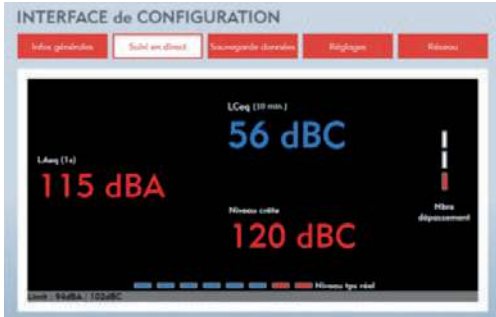 INTERFACE de CONFIGURATION
Infos générales
Suivi en direct
Sauvegarde données
Réglages
Réseau
LCeq (10 min.)
56 dBC
LAeq (1s)
115 dBA
Niveau crête
120 dBC
Nbre
dépassement
Niveau tps réel
Limit : 94dBA / 102dBC